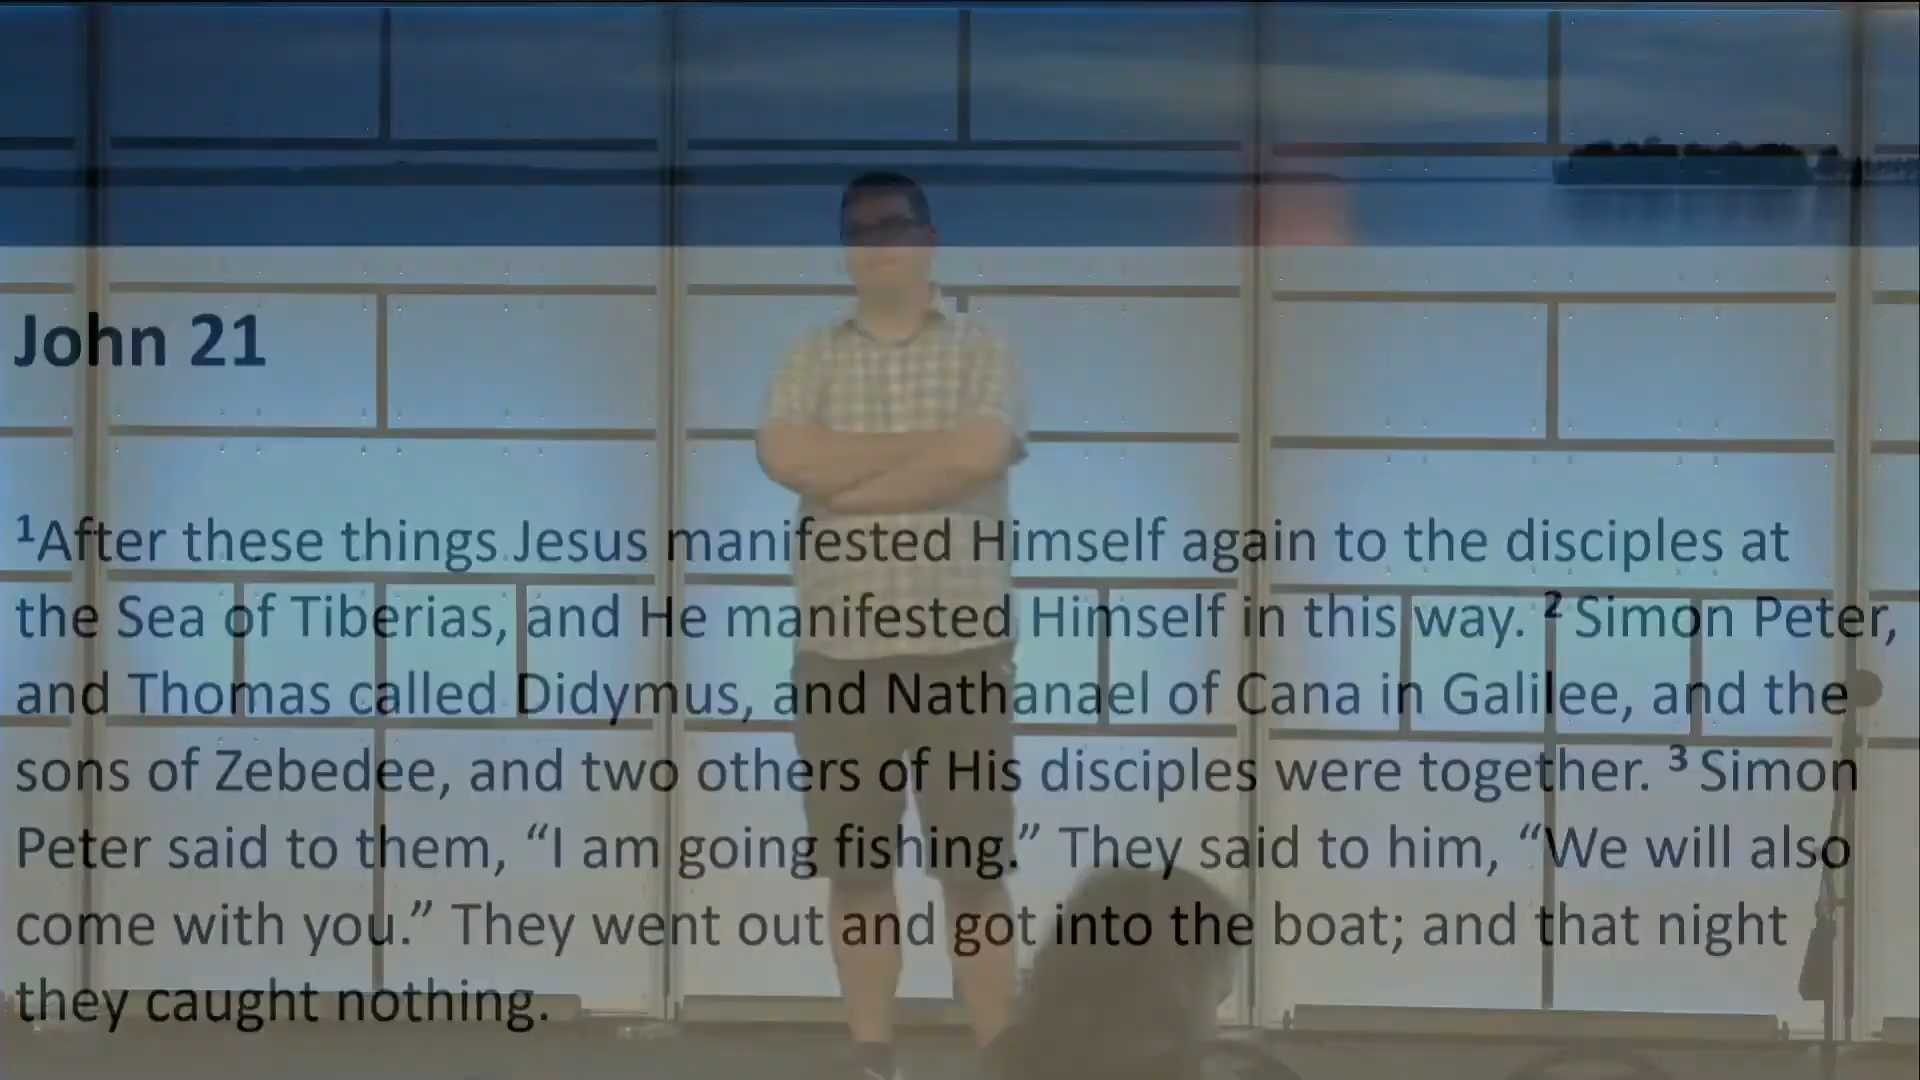 John 21
¹After these things Jesus manifested Himself again to the disciples at
the Sea of Tiberias, and He manifested Himself in this way. ² Simon Peter,
and Thomas called Didymus, and Nathanael of Cana in Galilee, and the
sons of Zebedee, and two others of His disciples were together. ³ Simon
Peter said to them, “I am going fishing.” They said to him, “We will also
come with you.” They went out and got into the boat; and that night
they caught nothing.